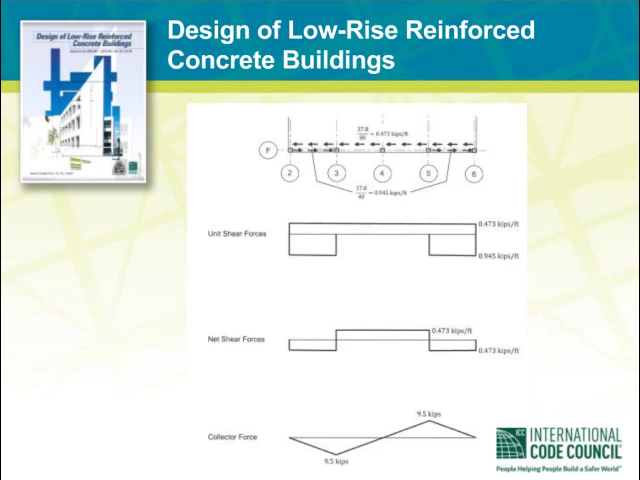 Design of Low-Rise Reinforced
Concrete Buildings
Design of Low-Rise Reinforced
Concrete Buildings
37.8
80
= 0.473 kips/ft
F
2 3 4 5 6
37.8
40
= 0.945 kips/ft
Unit Shear Forces
0.473 kips/ft
0.945 kips/ft
Net Shear Forces
0.473 kips/ft
0.473 kips/ft
9.5 kips
Collector Force
9.5 kips
ICC INTERNATIONAL
CODE COUNCIL
People Helping People Build a Safer World